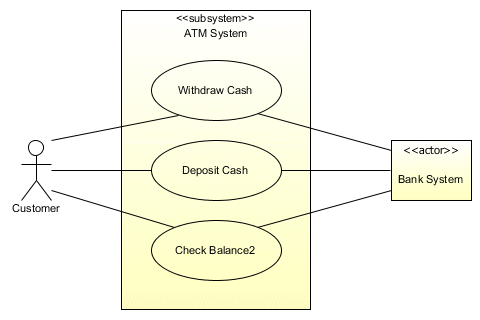 <<subsystem>>
ATM System
Withdraw Cash
Deposit Cash
Check Balance2
Customer
<<actor>>
Bank System